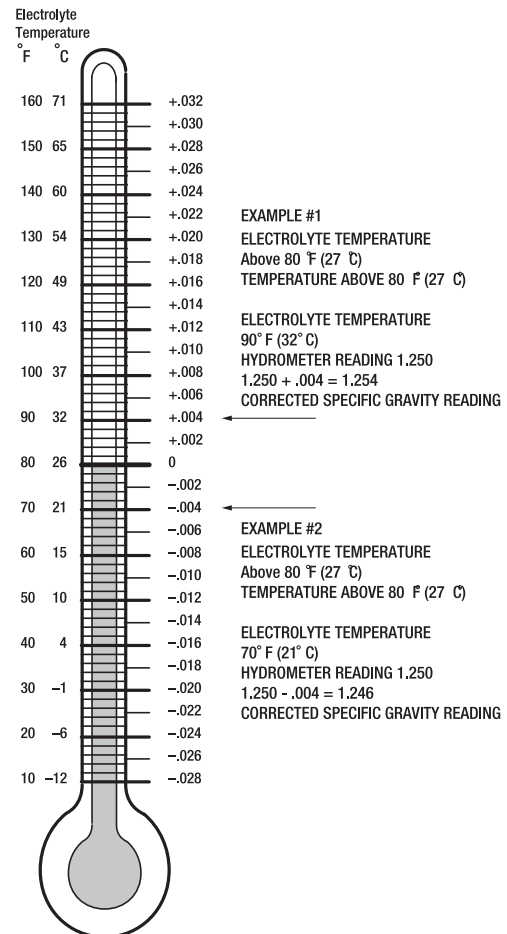 Electrolyte
Temperature
°F °C
160 71 +.032
+.030
150 65 +.028
+.026
140 60 +.024
+.022
130 54 +.020
+.018
120 49 +.016
+.014
110 43 +.012
+.010
100 37 +.008
+.006
90 32 +.004
+.002
80 26 0
-.002
70 21 -.004
-.006
60 15 -.008
-.010
50 10 -.012
-.014
40 4 -.016
-.018
30 -1 -.020
-.022
20 -6 -.024
-.026
10 -12 -.028
EXAMPLE #1
ELECTROLYTE TEMPERATURE
Above 80 °F (27 °C)
TEMPERATURE ABOVE 80 °F (27 °C)
ELECTROLYTE TEMPERATURE
90° F (32° C)
HYDROMETER READING 1.250
1.250 + .004 = 1.254
CORRECTED SPECIFIC GRAVITY READING
EXAMPLE #2
ELECTROLYTE TEMPERATURE
Above 80 °F (27 °C)
TEMPERATURE ABOVE 80 °F (27 °C)
ELECTROLYTE TEMPERATURE
70° F (21° C)
HYDROMETER READING 1.250
1.250 - .004 = 1.246
CORRECTED SPECIFIC GRAVITY READING